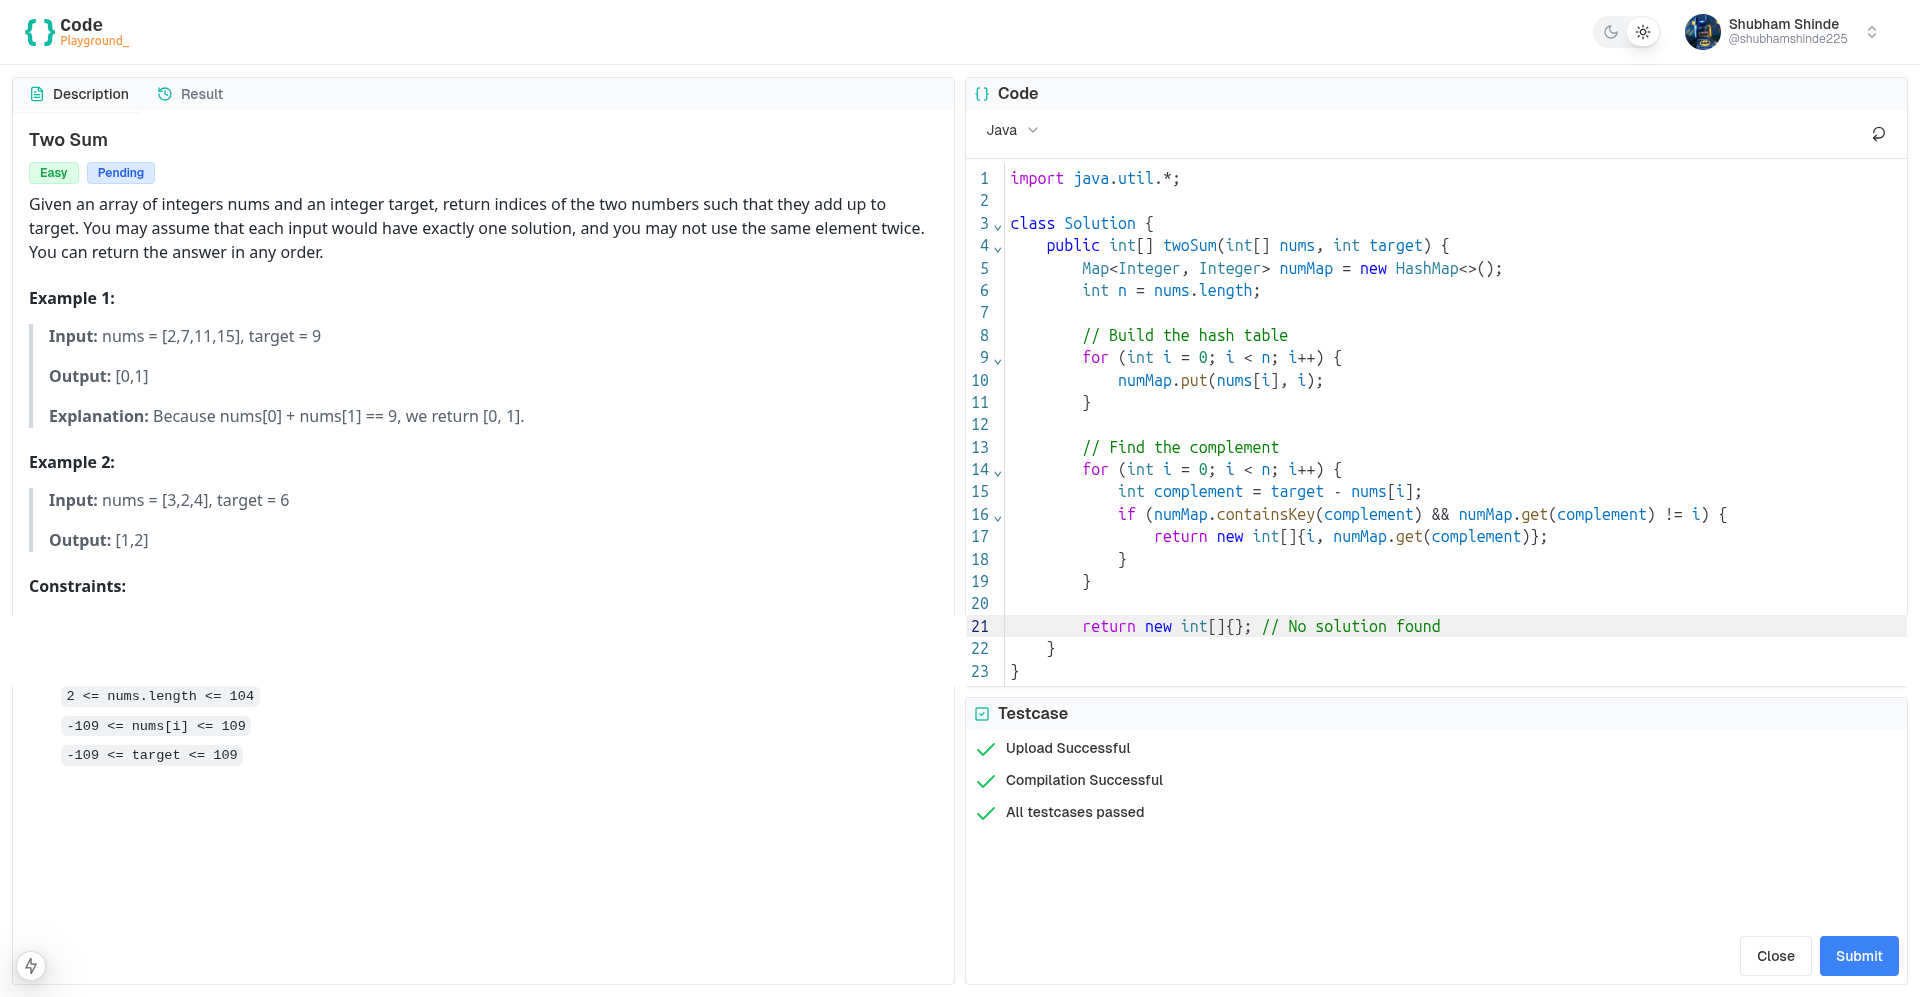 Code
Playground_
Shubham Shinde
@shubhamshinde225
Description
Result
Two Sum
Easy
Pending
Given an array of integers nums and an integer target, return indices of the two numbers such that they add up to
target. You may assume that each input would have exactly one solution, and you may not use the same element twice.
You can return the answer in any order.
Example 1:
Input: nums = [2,7,11,15], target = 9
Output: [0,1]
Explanation: Because nums[0] + nums[1] == 9, we return [0, 1].
Example 2:
Input: nums = [3,2,4], target = 6
Output: [1,2]
Constraints:
2 <= nums.length <= 104
-109 <= nums[i] <= 109
-109 <= target <= 109
{} Code
Java
1 import java.util.*;
2
3 class Solution {
4     public int[] twoSum(int[] nums, int target) {
5         Map<Integer, Integer> numMap = new HashMap<>();
6         int n = nums.length;
7
8         // Build the hash table
9         for (int i = 0; i < n; i++) {
10             numMap.put(nums[i], i);
11         }
12
13         // Find the complement
14         for (int i = 0; i < n; i++) {
15             int complement = target - nums[i];
16             if (numMap.containsKey(complement) && numMap.get(complement) != i) {
17                 return new int[]{i, numMap.get(complement)};
18             }
19         }
20
21         return new int[]{}; // No solution found
22     }
23 }
Testcase
Upload Successful
Compilation Successful
All testcases passed
Close
Submit